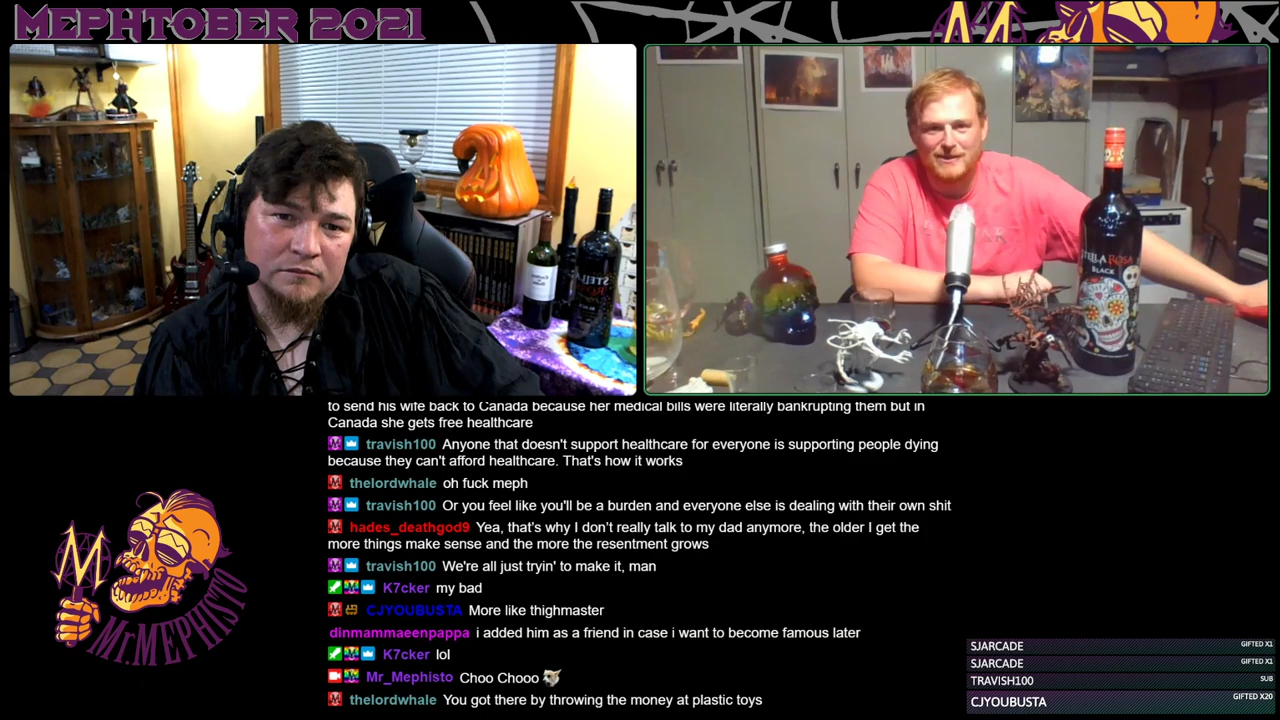 MEPHTOBER 2021
STELLA ROSA
BLACK
STELLA
to send his wife back to Canada because her medical bills were literally bankrupting them but in
Canada she gets free healthcare
travish100 Anyone that doesn't support healthcare for everyone is supporting people dying
because they can't afford healthcare. That's how it works
thelordwhale oh fuck meph
travish100 Or you feel like you'll be a burden and everyone else is dealing with their own shit
hades_deathgod9 Yea, that's why I don't really talk to my dad anymore, the older I get the
more things make sense and the more the resentment grows
travish100 We're all just tryin' to make it, man
K7cker my bad
CJYOUBUSTA More like thighmaster
dinmammaeenpappa i added him as a friend in case i want to become famous later
K7cker lol
Mr_Mephisto Choo Chooo
thelordwhale You got there by throwing the money at plastic toys
M
Mr.MEPHISTO
SJARCADE GIFTED X1
SJARCADE GIFTED X1
TRAVISH100 SUB
CJYOUBUSTA GIFTED X20